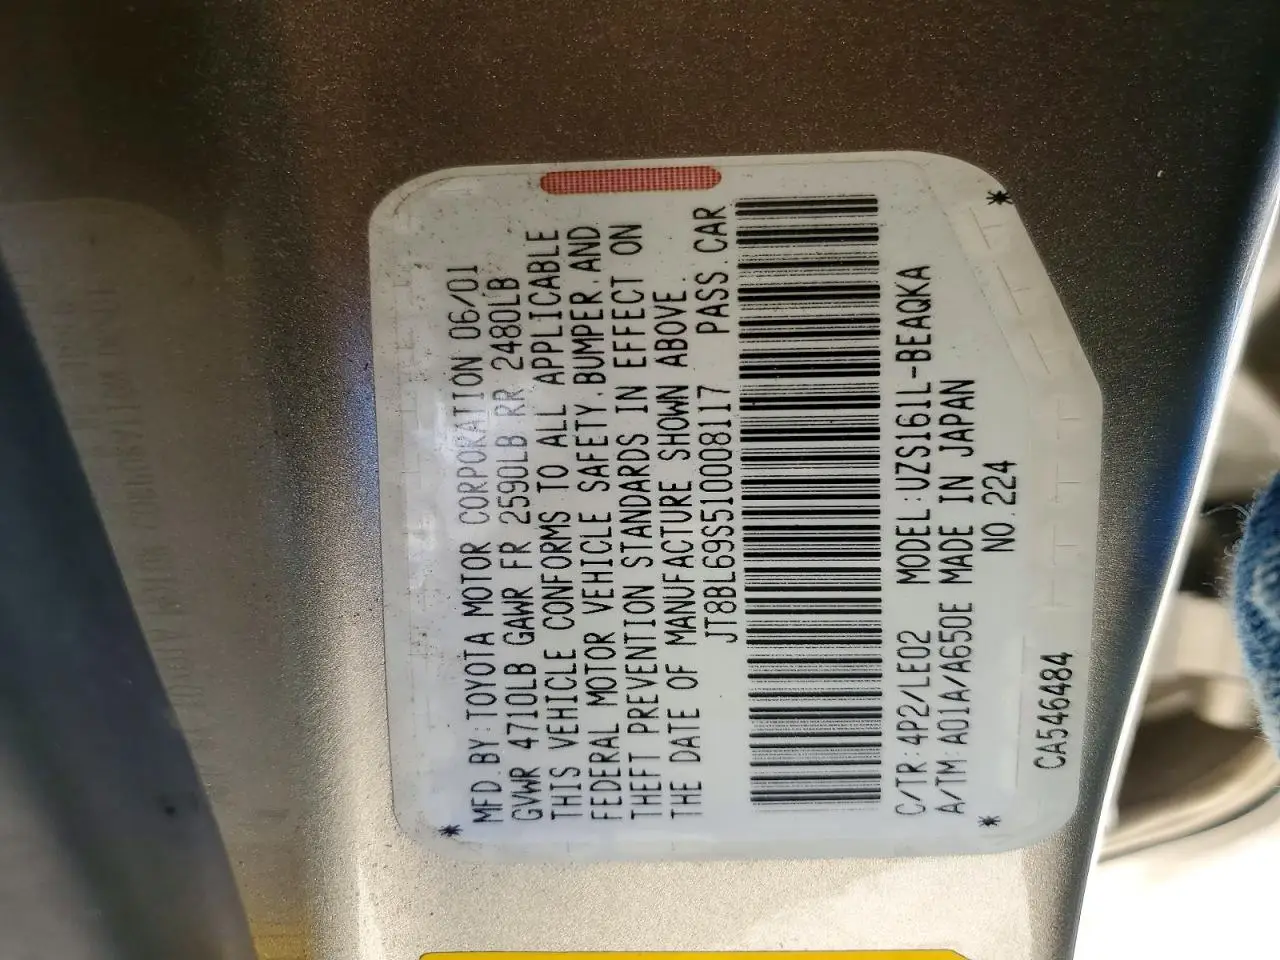 MFD.BY:TOYOTA MOTOR CORPORATION 06/01
GVWR 4710LB GAWR FR 2590LB RR 2480LB
THIS VEHICLE CONFORMS TO ALL APPLICABLE
FEDERAL MOTOR VEHICLE SAFETY,BUMPER,AND
THEFT PREVENTION STANDARDS IN EFFECT ON
THE DATE OF MANUFACTURE SHOWN ABOVE.
JT8BL69S510008117 PASS.CAR
C/TR:4P2/LE02 MODEL:UZS161L-BEAQKA
A/TM:A01A/A650E MADE IN JAPAN
NO.224
CA546484